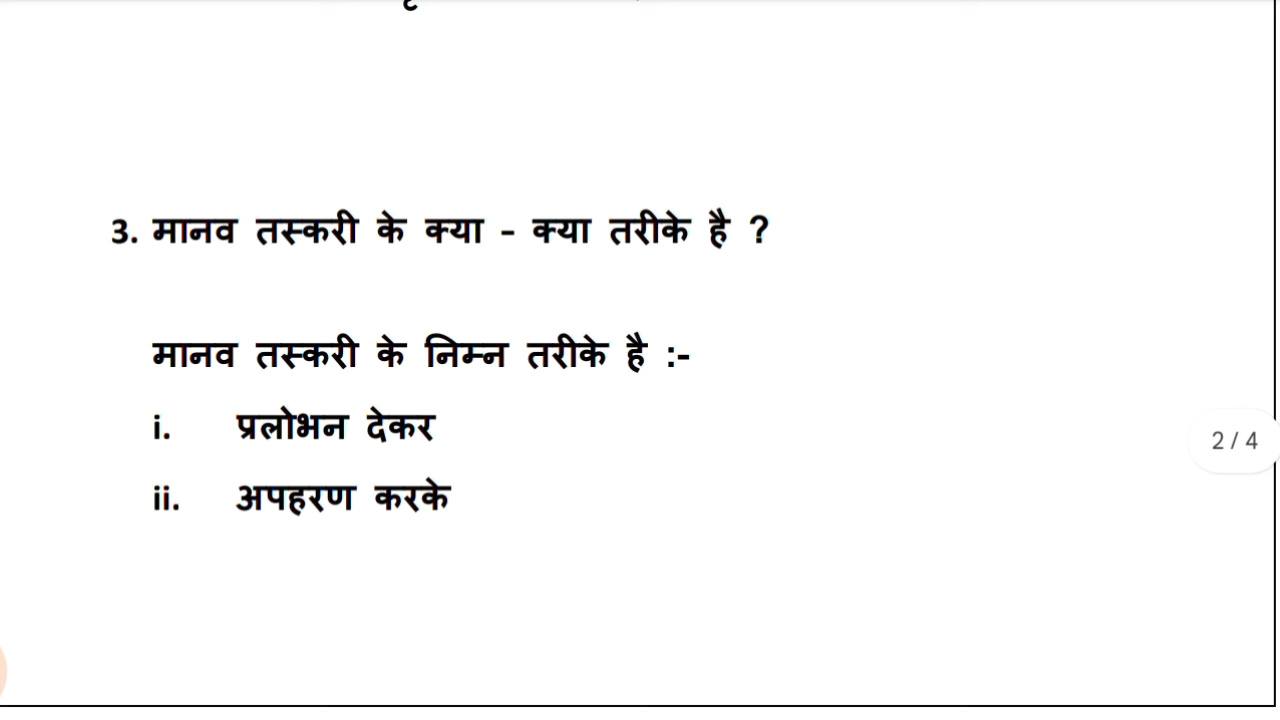 3. मानव तस्करी के क्या - क्या तरीके है ?
मानव तस्करी के निम्न तरीके है :-
i. प्रलोभन देकर
2 / 4
ii. अपहरण करके